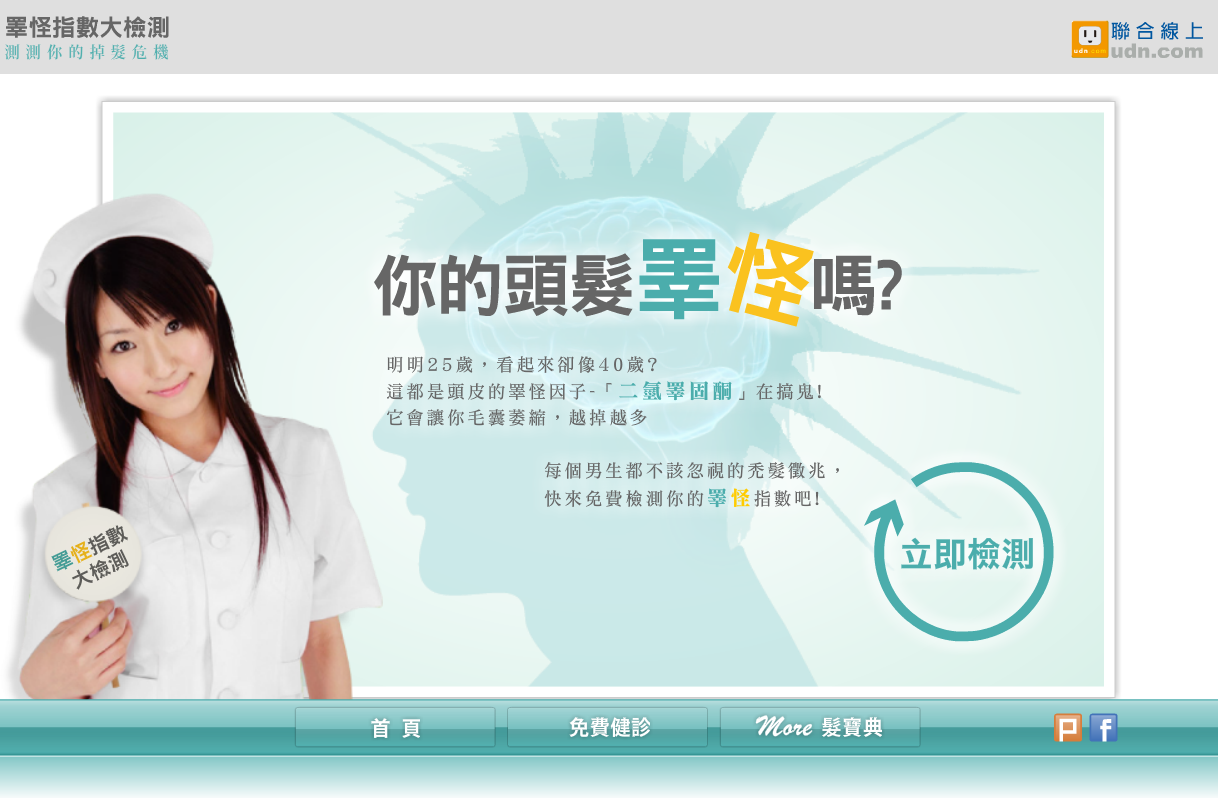 睪怪指數大檢測
測測你的掉髮危機
udn.com
聯合線上
udn.com
你的頭髮睪怪嗎?
明明25歲，看起來卻像40歲?
這都是頭皮的睪怪因子-「二氫睪固酮」在搞鬼!
它會讓你毛囊萎縮，越掉越多
每個男生都不該忽視的禿髮徵兆，
快來免費檢測你的睪怪指數吧!
立即檢測
睪怪指數
大檢測
首 頁
免費健診
More 髮寶典